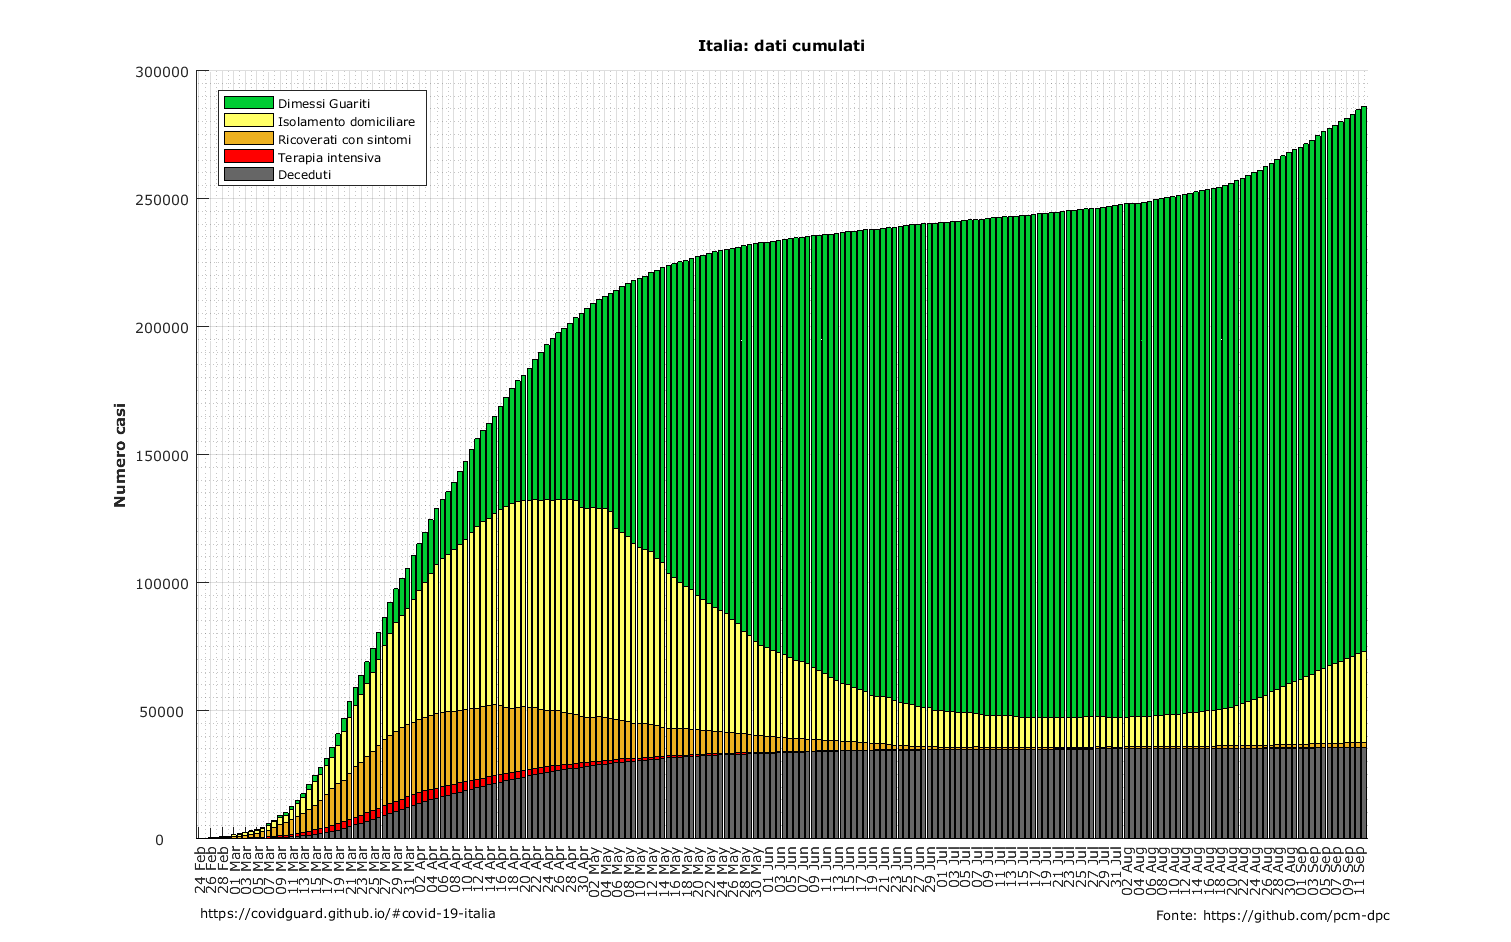 Italia: dati cumulati
300000
250000
200000
150000
100000
50000
0
Numero casi
Dimessi Guariti
Isolamento domiciliare
Ricoverati con sintomi
Terapia intensiva
Deceduti
24 Feb
26 Feb
28 Feb
01 Mar
03 Mar
05 Mar
07 Mar
09 Mar
11 Mar
13 Mar
15 Mar
17 Mar
19 Mar
21 Mar
23 Mar
25 Mar
27 Mar
29 Mar
31 Mar
02 Apr
04 Apr
06 Apr
08 Apr
10 Apr
12 Apr
14 Apr
16 Apr
18 Apr
20 Apr
22 Apr
24 Apr
26 Apr
28 Apr
30 Apr
02 May
04 May
06 May
08 May
10 May
12 May
14 May
16 May
18 May
20 May
22 May
24 May
26 May
28 May
30 May
01 Jun
03 Jun
05 Jun
07 Jun
09 Jun
11 Jun
13 Jun
15 Jun
17 Jun
19 Jun
21 Jun
23 Jun
25 Jun
27 Jun
29 Jun
01 Jul
03 Jul
05 Jul
07 Jul
09 Jul
11 Jul
13 Jul
15 Jul
17 Jul
19 Jul
21 Jul
23 Jul
25 Jul
27 Jul
29 Jul
31 Jul
02 Aug
04 Aug
06 Aug
08 Aug
10 Aug
12 Aug
14 Aug
16 Aug
18 Aug
20 Aug
22 Aug
24 Aug
26 Aug
28 Aug
30 Aug
01 Sep
03 Sep
05 Sep
07 Sep
09 Sep
11 Sep
https://covidguard.github.io/#covid-19-italia
Fonte: https://github.com/pcm-dpc